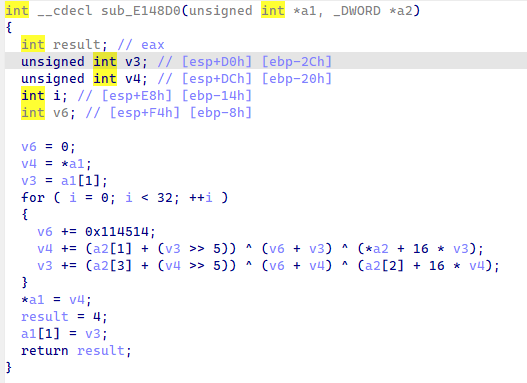 int __cdecl sub_E148D0(unsigned int *a1, _DWORD *a2)
{
  int result; // eax
  unsigned int v3; // [esp+D0h] [ebp-2Ch]
  unsigned int v4; // [esp+DCh] [ebp-20h]
  int i; // [esp+E8h] [ebp-14h]
  int v6; // [esp+F4h] [ebp-8h]

  v6 = 0;
  v4 = *a1;
  v3 = a1[1];
  for ( i = 0; i < 32; ++i )
  {
    v6 += 0x114514;
    v4 += (a2[1] + (v3 >> 5)) ^ (v6 + v3) ^ (*a2 + 16 * v3);
    v3 += (a2[3] + (v4 >> 5)) ^ (v6 + v4) ^ (a2[2] + 16 * v4);
  }
  *a1 = v4;
  result = 4;
  a1[1] = v3;
  return result;
}